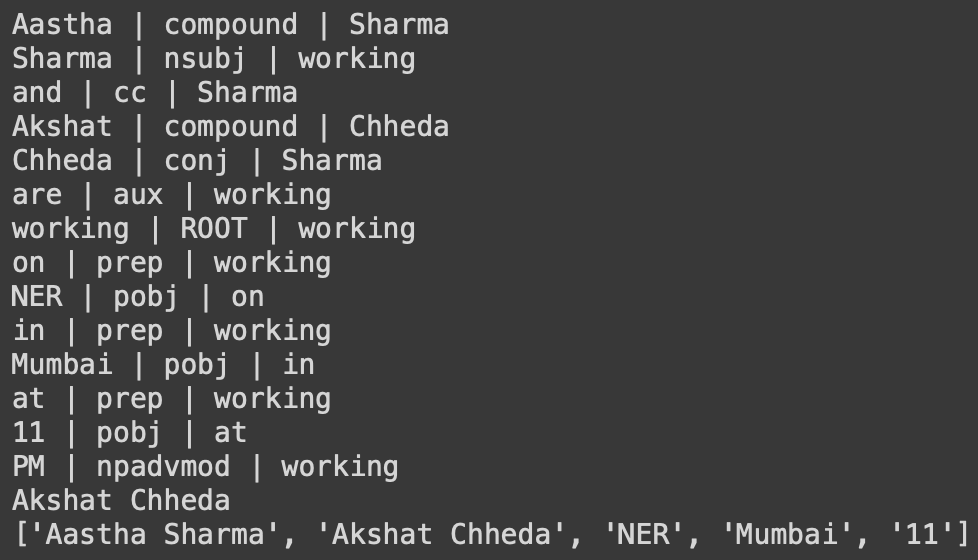 Aastha | compound | Sharma
Sharma | nsubj | working
and | cc | Sharma
Akshat | compound | Chheda
Chheda | conj | Sharma
are | aux | working
working | ROOT | working
on | prep | working
NER | pobj | on
in | prep | working
Mumbai | pobj | in
at | prep | working
11 | pobj | at
PM | npadvmod | working
Akshat Chheda
['Aastha Sharma', 'Akshat Chheda', 'NER', 'Mumbai', '11']